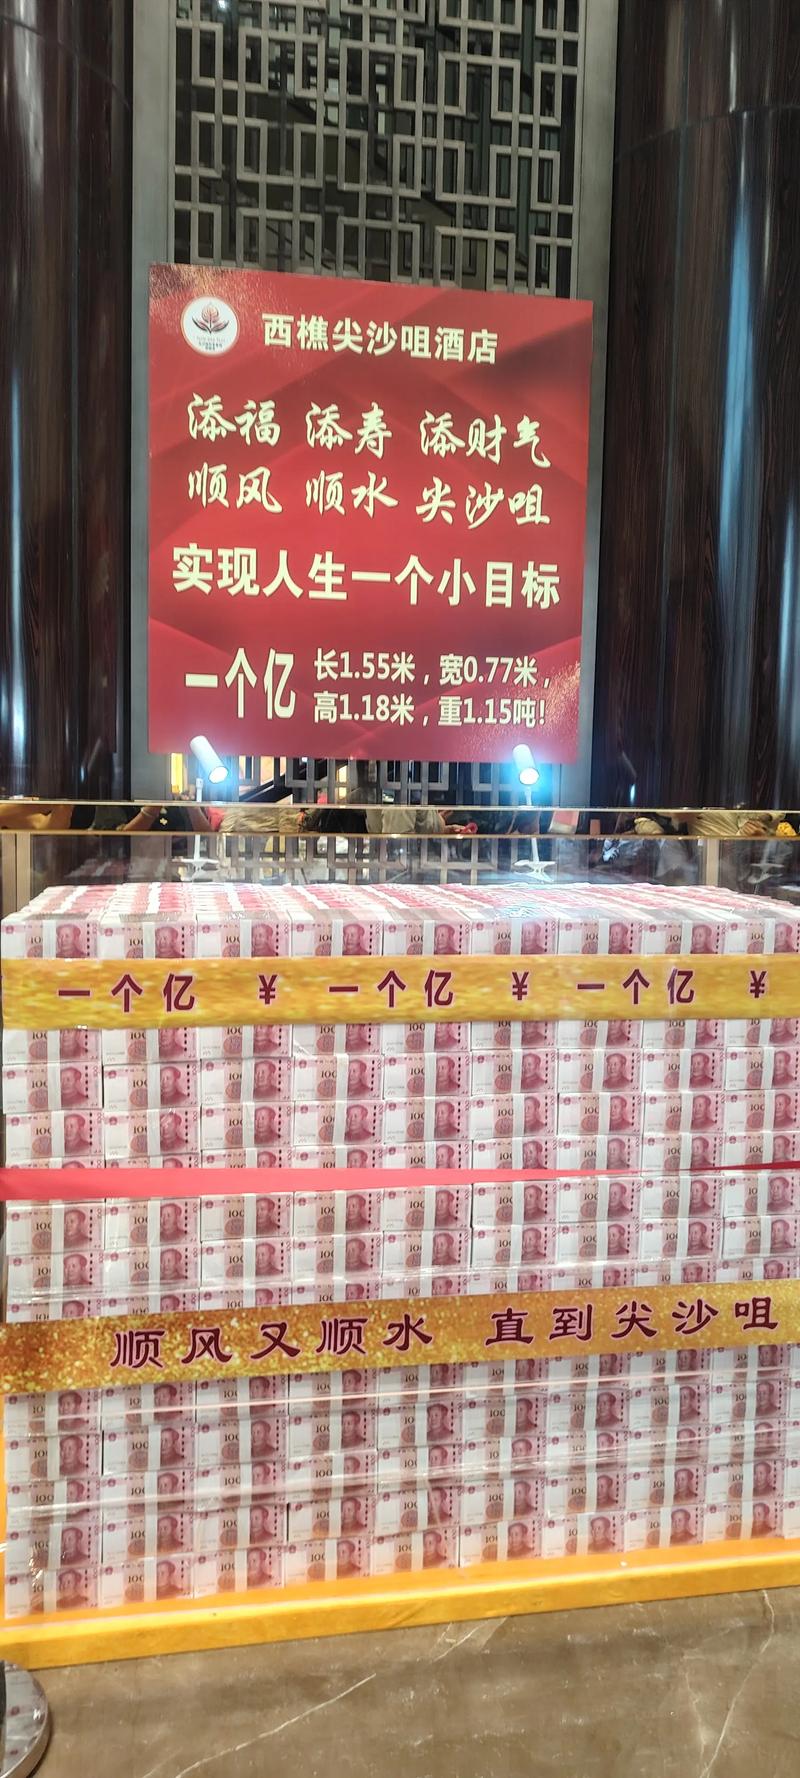 西樵尖沙咀酒店
添福 添寿 添财气
顺风 顺水 尖沙咀
实现人生一个小目标
一个亿 长1.55米，宽0.77米，
高1.18米，重1.15吨！
一个亿 ¥ 一个亿 ¥ 一个亿 ¥
顺风又顺水 直到尖沙咀